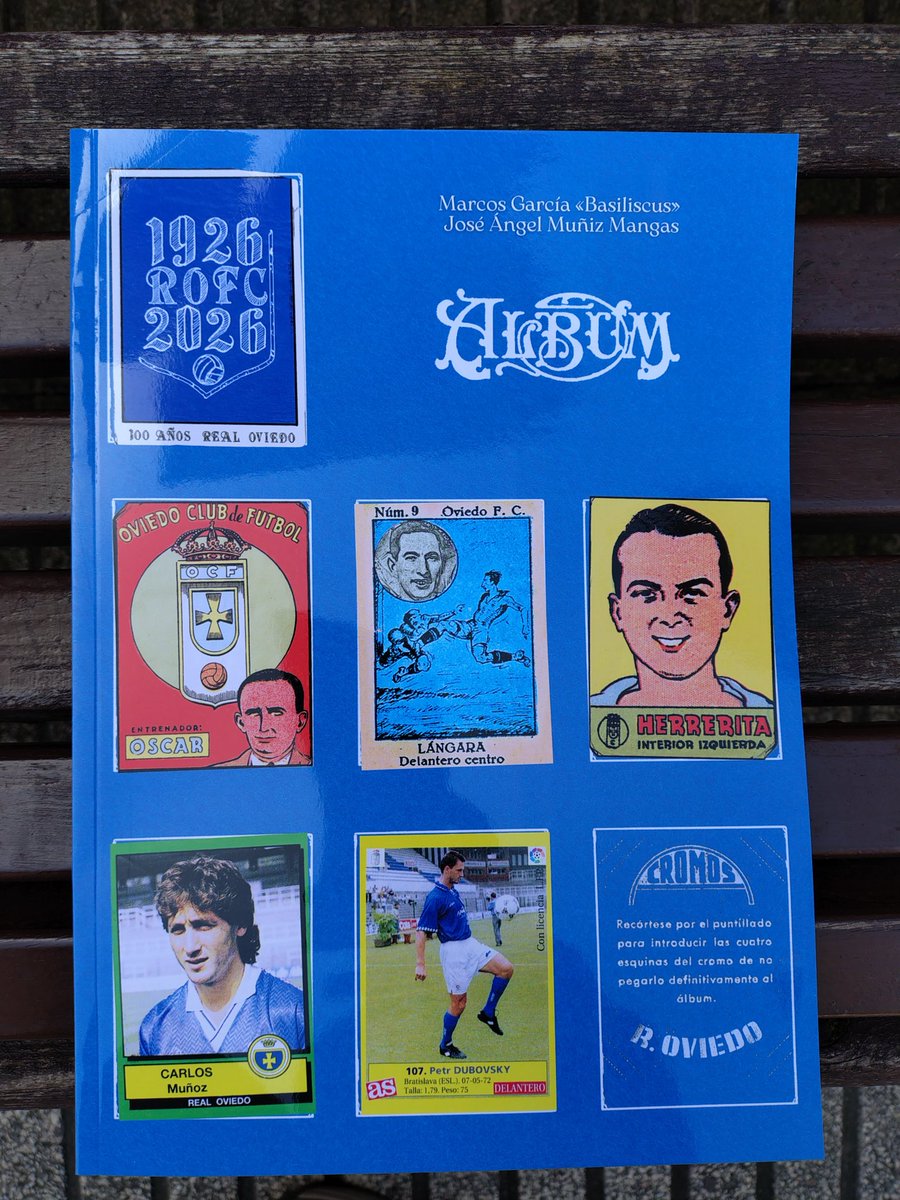 Marcos García «Basiliscus»
José Ángel Muñiz Mangas
ALBUM
1926
ROFC
2026
100 AÑOS REAL OVIEDO
OVIEDO CLUB de FUTBOL
O C F
ENTRENADOR:
OSCAR
Núm. 9 Oviedo F. C.
LÁNGARA
Delantero centro
HERRERITA
INTERIOR IZQUIERDA
CARLOS
Muñoz
REAL OVIEDO
Con licencia
107. Petr DUBOVSKY
as
Bratislava (ESL.). 07-05-72
Talla: 1,79. Peso: 75
DELANTERO
CROMOS
Recórtese por el puntillado
para introducir las cuatro
esquinas del cromo de no
pegarlo definitivamente al
álbum.
R. OVIEDO